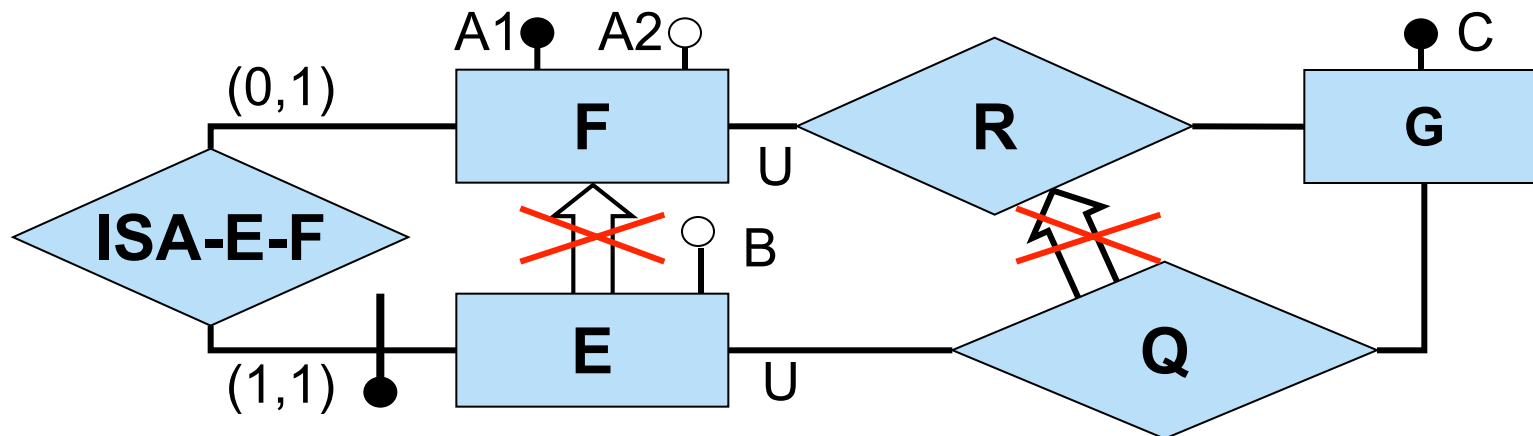 A1 A2 C
(0,1)
F R G
U
ISA-E-F
B
E Q
(1,1) U